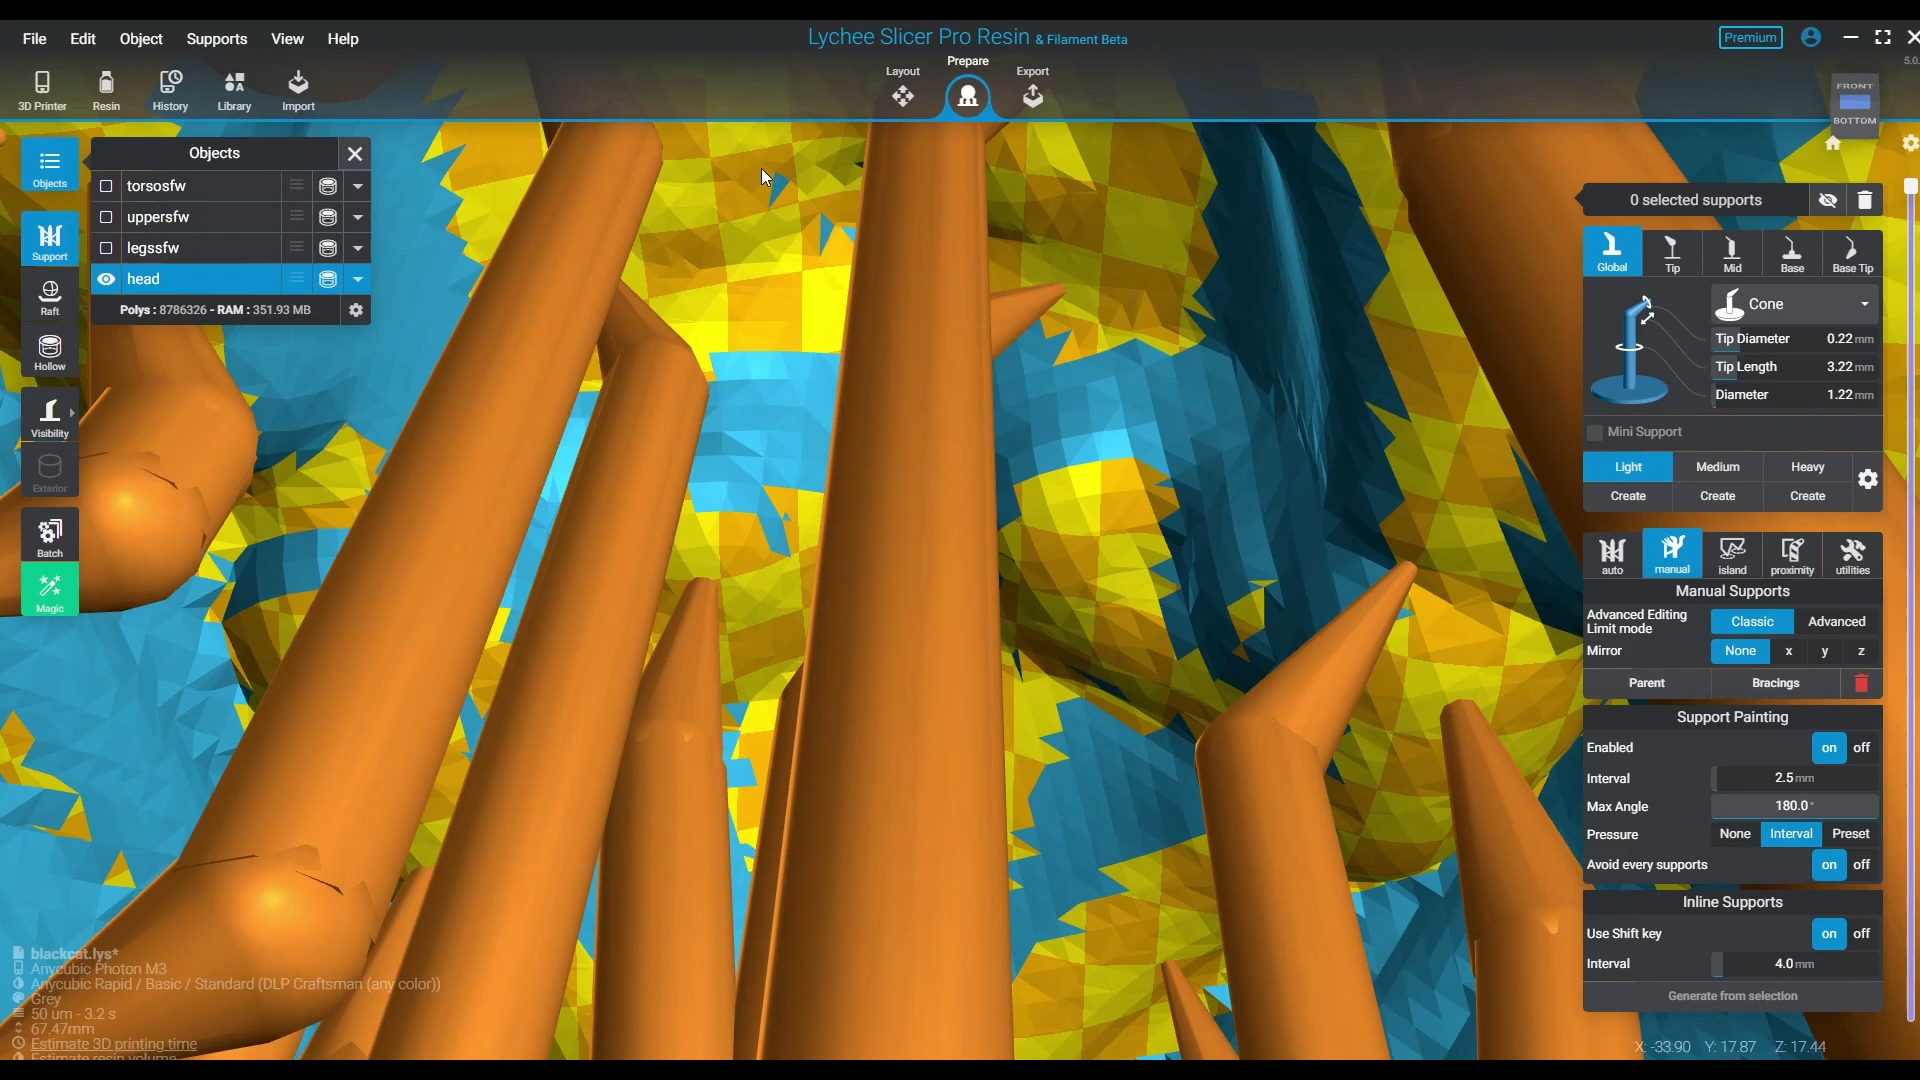 File Edit Object Supports View Help
Lychee Slicer Pro Resin & Filament Beta
Premium
5.0.
3D Printer Resin History Library Import
Layout Prepare Export
FRONT
BOTTOM
Objects
Objects
torsosfw
uppersfw
legssfw
head
Polys : 8786326 - RAM : 351.93 MB
Support
Raft
Hollow
Visibility
Exterior
Batch
Magic
0 selected supports
Global Tip Mid Base Base Tip
Cone
Tip Diameter 0.22 mm
Tip Length 3.22 mm
Diameter 1.22 mm
Mini Support
Light Medium Heavy
Create Create Create
auto manual island proximity utilities
Manual Supports
Advanced Editing
Limit mode Classic Advanced
Mirror None x y z
Parent Bracings
Support Painting
Enabled on off
Interval 2.5 mm
Max Angle 180.0 °
Pressure None Interval Preset
Avoid every supports on off
Inline Supports
Use Shift key on off
Interval 4.0 mm
Generate from selection
blackcat.lys*
Anycubic Photon M3
Anycubic Rapid / Basic / Standard (DLP Craftsman (any color))
Grey
50 um - 3.2 s
67.47mm
Estimate 3D printing time
Estimate resin volume
X: -33.90 Y: 17.87 Z: 17.44